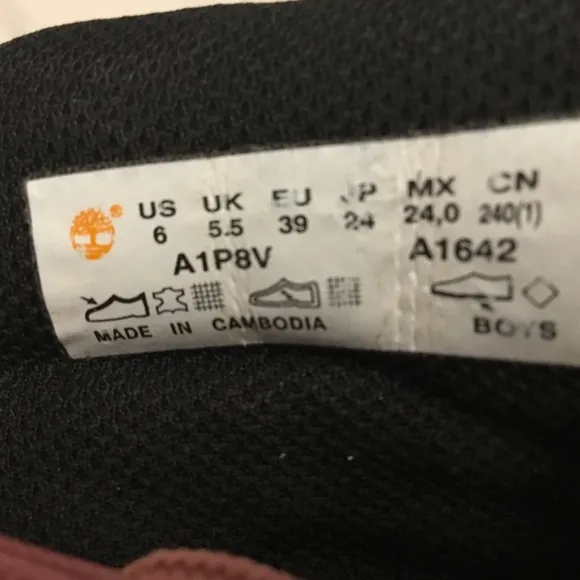 US UK EU JP MX CN
6 5.5 39 24 24,0 240(1)
A1P8V A1642
MADE IN CAMBODIA BOYS